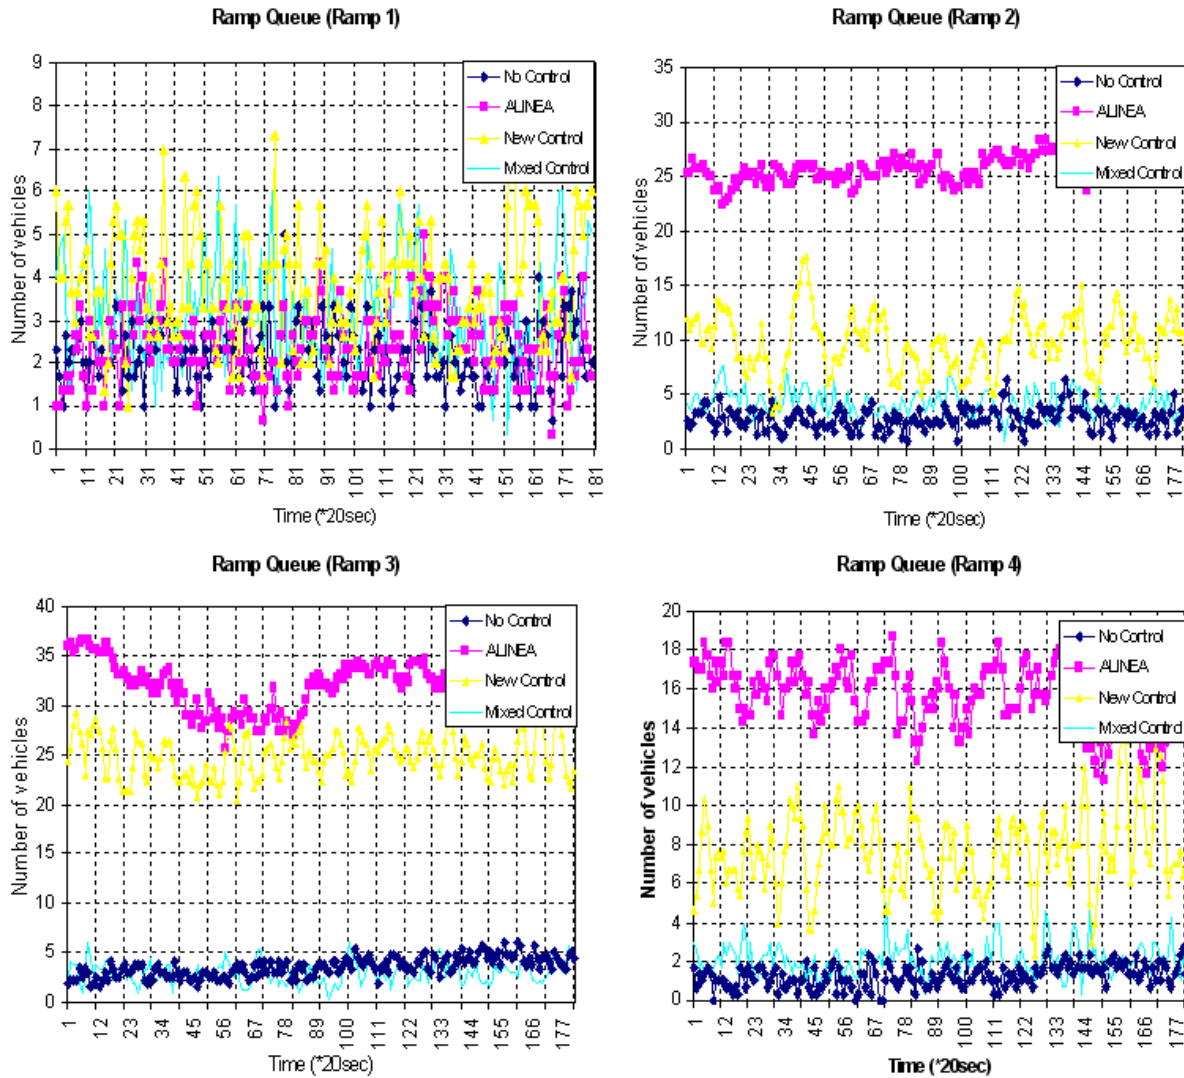 Ramp Queue (Ramp 1)
Number of vehicles
9
8
7
6
5
4
3
2
1
0
No Control
ALINEA
New Control
Mixed Control
1 11 21 31 41 51 61 71 81 91 101 111 121 131 141 151 161 171 181
Time (*20sec)
Ramp Queue (Ramp 2)
Number of vehicles
35
30
25
20
15
10
5
0
No Control
ALINEA
New Control
Mixed Control
1 12 23 34 45 56 67 78 89 100 111 122 133 144 155 166 177
Time (*20sec)
Ramp Queue (Ramp 3)
Number of vehicles
40
35
30
25
20
15
10
5
0
No Control
ALINEA
New Control
Mixed Control
1 12 23 34 45 56 67 78 89 100 111 122 133 144 155 166 177
Time (*20sec)
Ramp Queue (Ramp 4)
Number of vehicles
20
18
16
14
12
10
8
6
4
2
0
No Control
ALINEA
New Control
Mixed Control
1 12 23 34 45 56 67 78 89 100 111 122 133 144 155 166 177
Time (*20sec)